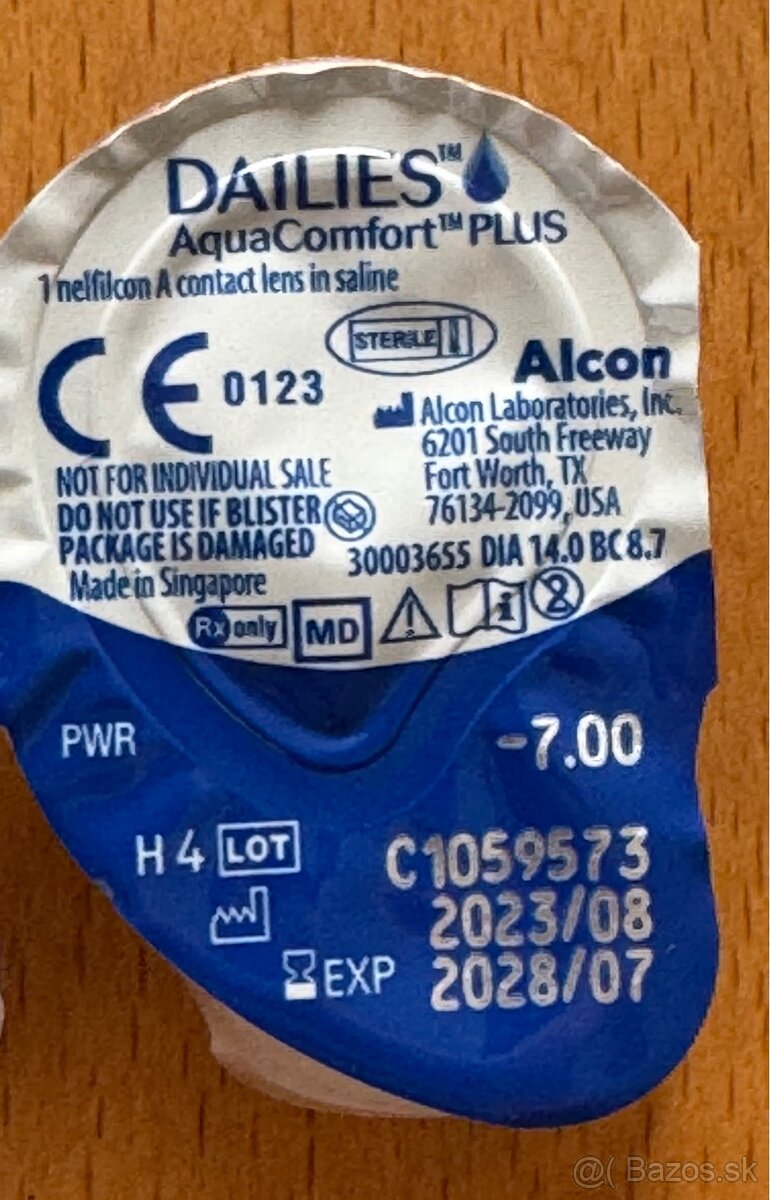 DAILIES™
AquaComfort™ PLUS
1 nelfilcon A contact lens in saline
STERILE
CE 0123
Alcon
Alcon Laboratories, Inc.
6201 South Freeway
Fort Worth, TX
76134-2099, USA
NOT FOR INDIVIDUAL SALE
DO NOT USE IF BLISTER
PACKAGE IS DAMAGED
30003655 DIA 14.0 BC 8.7
Made in Singapore
Rx only MD
PWR -7.00
H 4 LOT C1059573
2023/08
EXP 2028/07
@( Bazos.sk